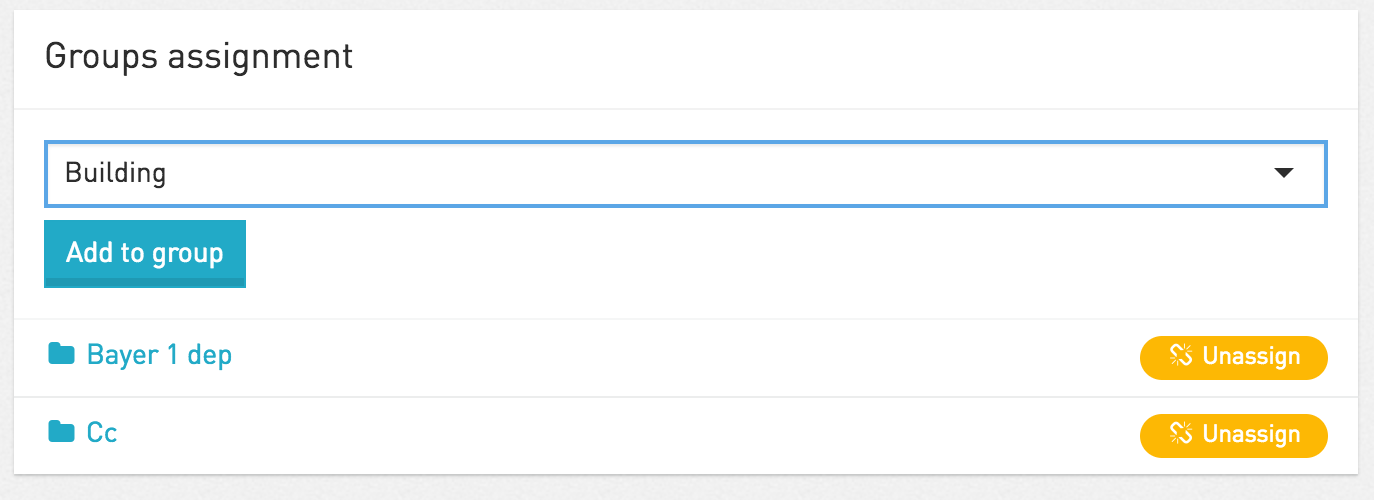 Groups assignment
Building
Add to group
Bayer 1 dep
Unassign
Cc
Unassign